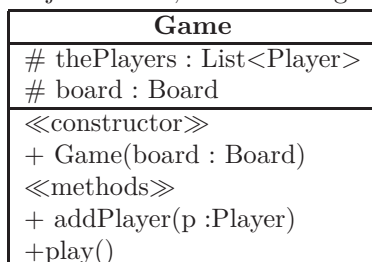 Game
# thePlayers : List<Player>
# board : Board
≪constructor≫
+ Game(board : Board)
≪methods≫
+ addPlayer(p :Player)
+play()